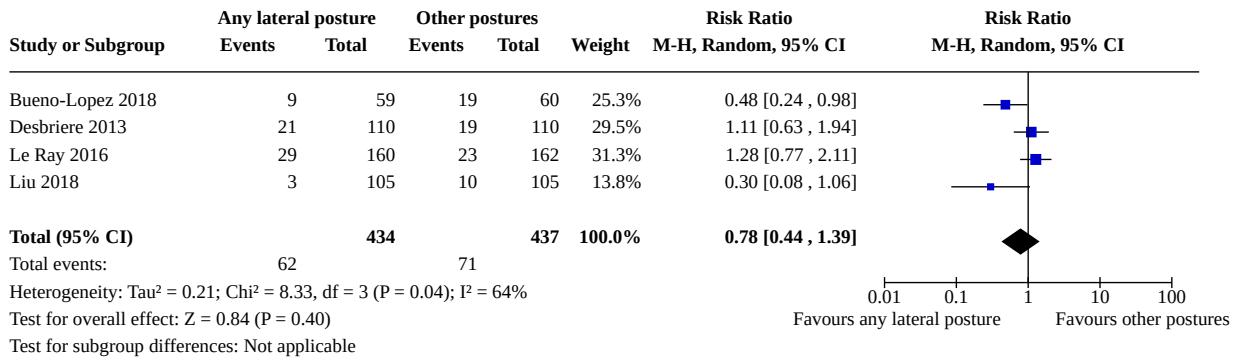 Any lateral posture Other postures Risk Ratio Risk Ratio
Study or Subgroup Events Total Events Total Weight M-H, Random, 95% CI M-H, Random, 95% CI
Bueno-Lopez 2018 9 59 19 60 25.3% 0.48 [0.24 , 0.98]
Desbriere 2013 21 110 19 110 29.5% 1.11 [0.63 , 1.94]
Le Ray 2016 29 160 23 162 31.3% 1.28 [0.77 , 2.11]
Liu 2018 3 105 10 105 13.8% 0.30 [0.08 , 1.06]
Total (95% CI) 434 437 100.0% 0.78 [0.44 , 1.39]
Total events: 62 71
Heterogeneity: Tau² = 0.21; Chi² = 8.33, df = 3 (P = 0.04); I² = 64%
0.01 0.1 1 10 100
Test for overall effect: Z = 0.84 (P = 0.40) Favours any lateral posture Favours other postures
Test for subgroup differences: Not applicable